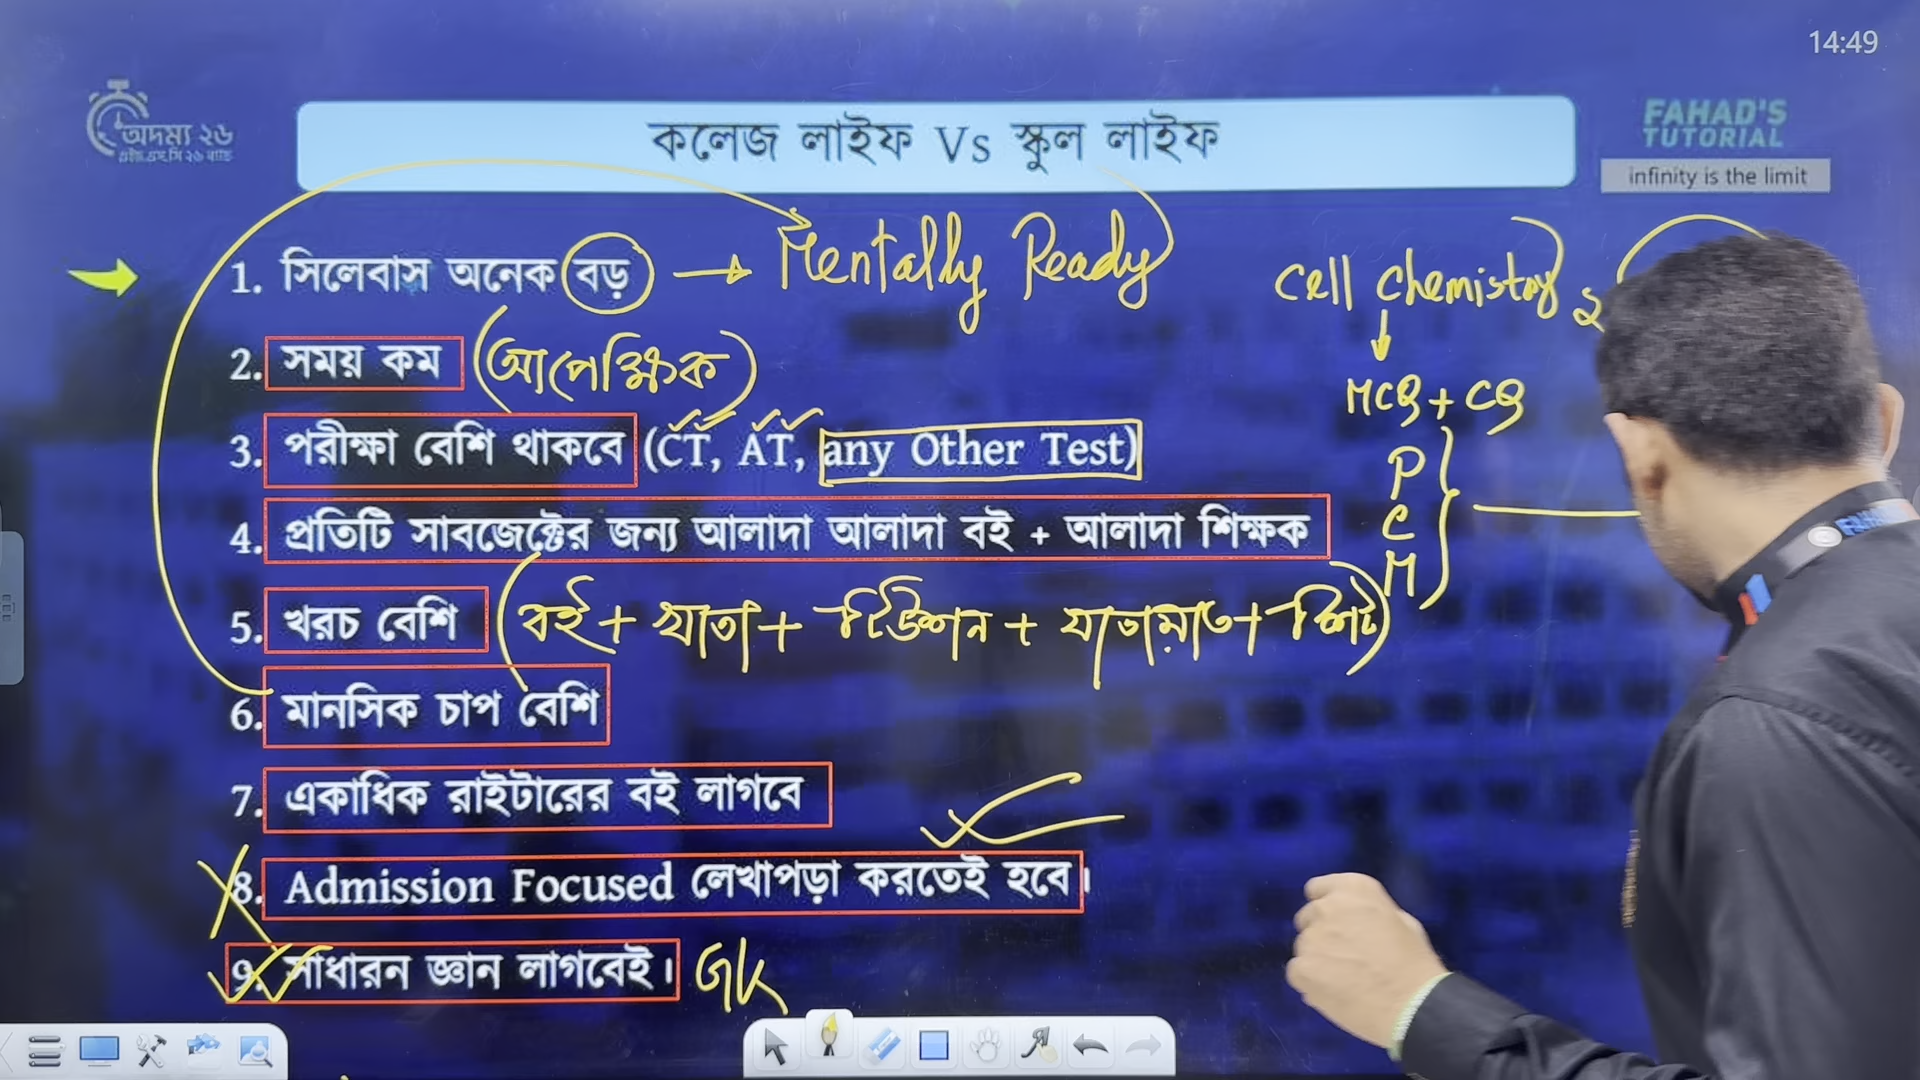 14:49
অদম্য ২৬
এইচ.এস.সি ২৬ ব্যাচ
কলেজ লাইফ Vs স্কুল লাইফ
FAHAD'S
TUTORIAL
infinity is the limit
1. সিলেবাস অনেক বড় → Mentally Ready
Cell Chemistry
2. সময় কম (আপেক্ষিক)
MCQ + CQ
3. পরীক্ষা বেশি থাকবে (CT, AT, any Other Test)
P
C
M
4. প্রতিটি সাবজেক্টের জন্য আলাদা আলাদা বই + আলাদা শিক্ষক
5. খরচ বেশি (বই + খাতা + টিউশন + যাতায়াত + শিট)
6. মানসিক চাপ বেশি
7. একাধিক রাইটারের বই লাগবে
8. Admission Focused লেখাপড়া করতেই হবে।
9. সাধারন জ্ঞান লাগবেই। GK